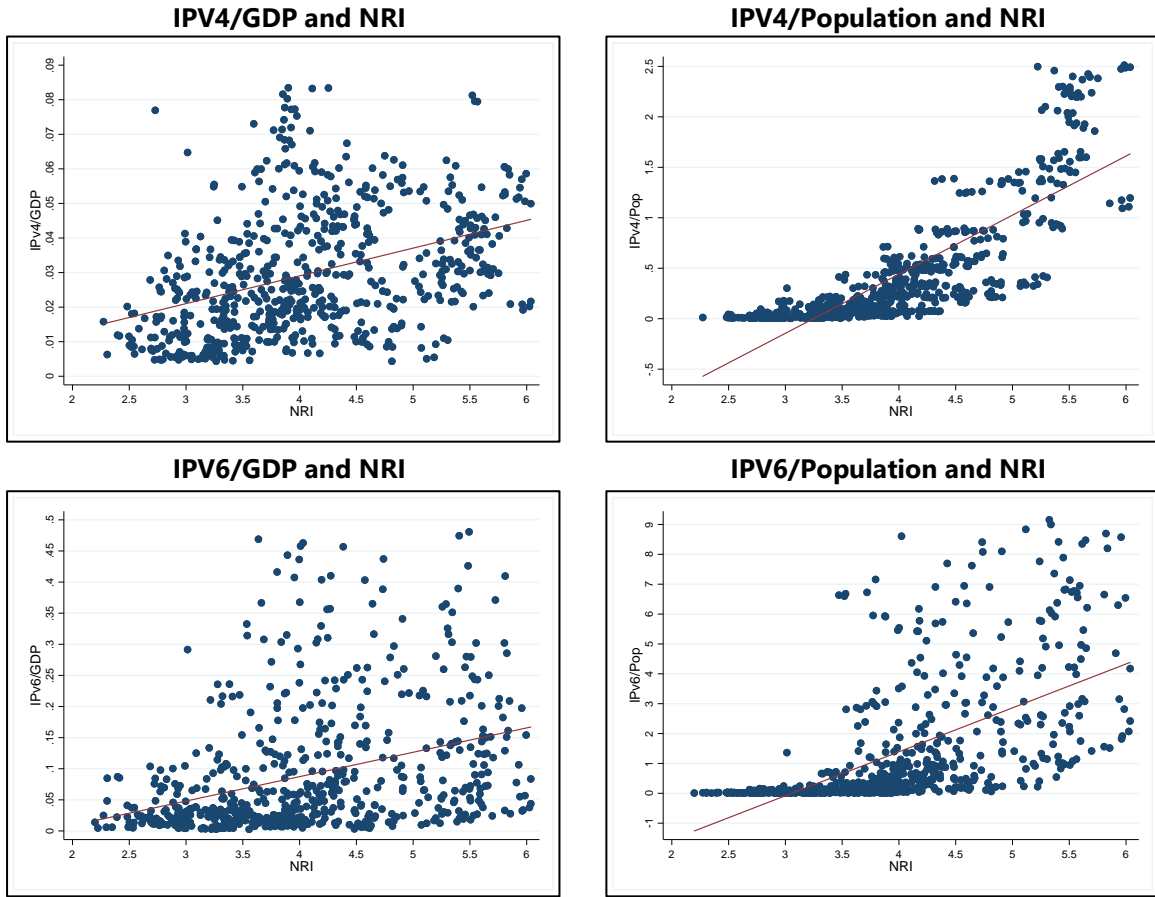 IPV4/GDP and NRI
IPv4/GDP
.09
.08
.07
.06
.05
.04
.03
.02
.01
0
2 2.5 3 3.5 4 4.5 5 5.5 6
NRI
IPV4/Population and NRI
IPv4/Pop
2.5
2
1.5
1
.5
0
-.5
2 2.5 3 3.5 4 4.5 5 5.5 6
NRI
IPV6/GDP and NRI
IPv6/GDP
.5
.45
.4
.35
.3
.25
.2
.15
.1
.05
0
2 2.5 3 3.5 4 4.5 5 5.5 6
NRI
IPV6/Population and NRI
IPv6/Pop
9
8
7
6
5
4
3
2
1
0
-1
2 2.5 3 3.5 4 4.5 5 5.5 6
NRI